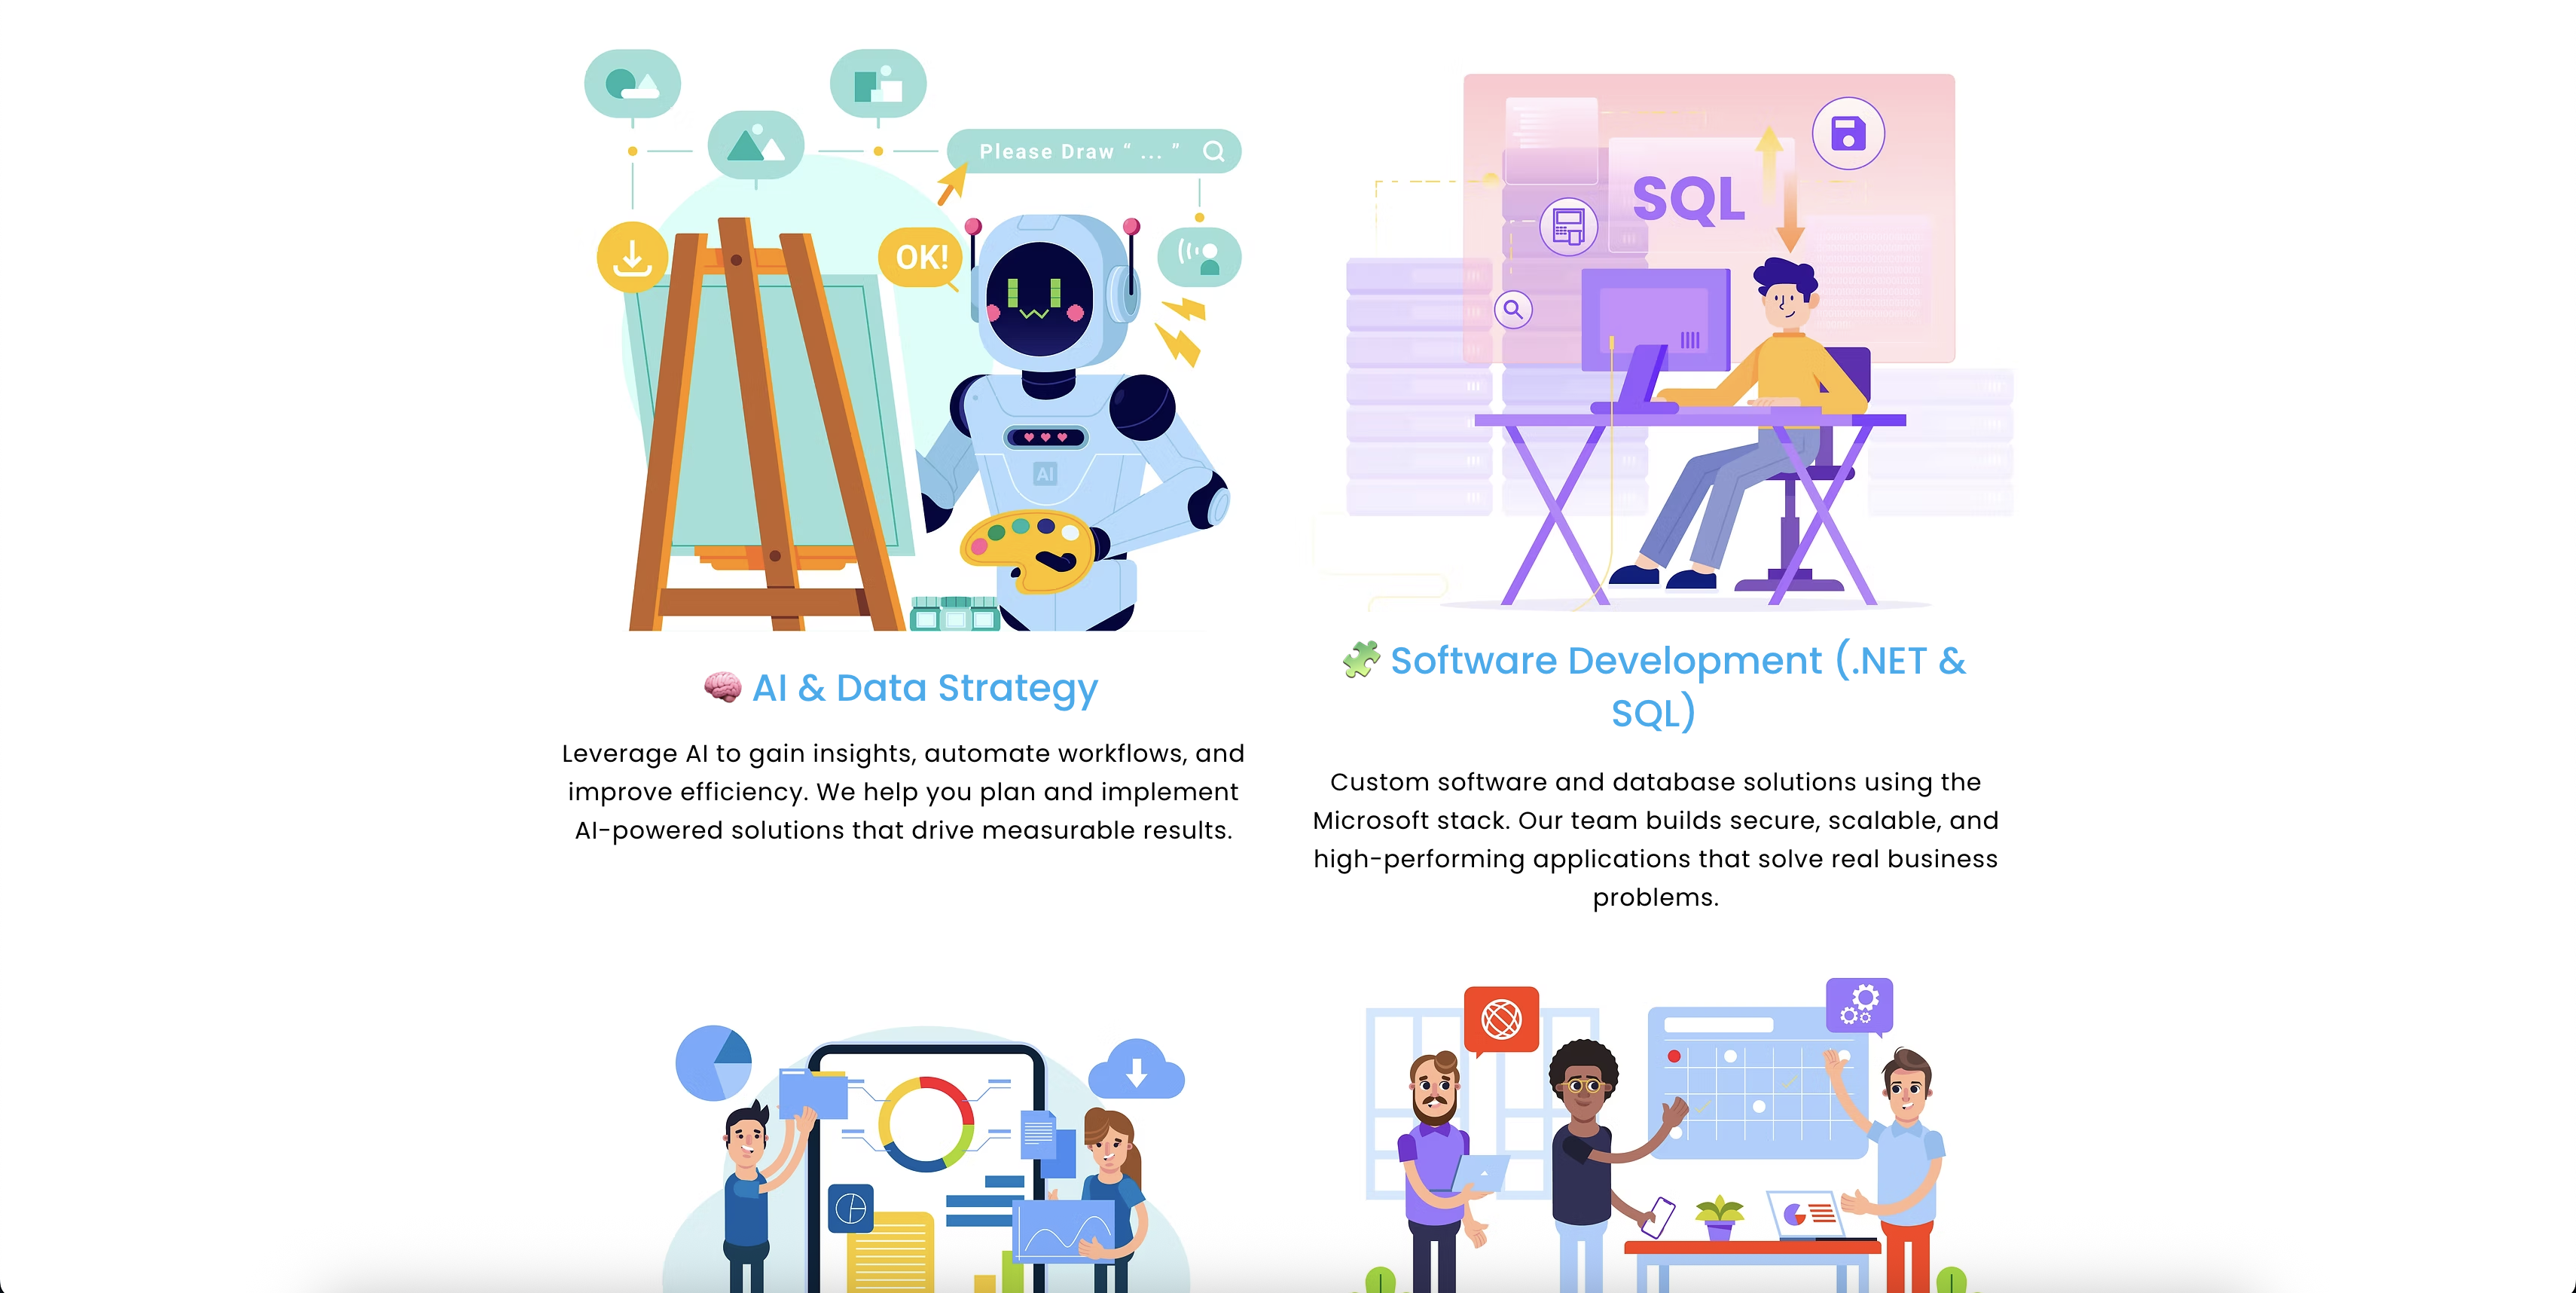 Please Draw “ ... ”
OK!
AI
SQL
🧠 AI & Data Strategy
Leverage AI to gain insights, automate workflows, and
improve efficiency. We help you plan and implement
AI-powered solutions that drive measurable results.
🧩 Software Development (.NET &
SQL)
Custom software and database solutions using the
Microsoft stack. Our team builds secure, scalable, and
high-performing applications that solve real business
problems.